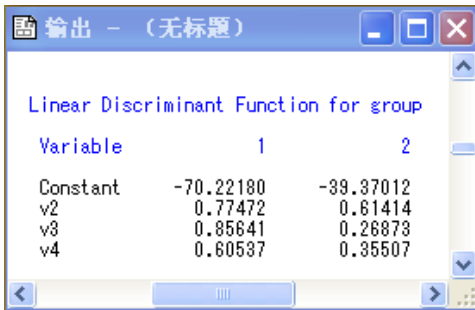 输出 - （无标题）
Linear Discriminant Function for group
Variable 1 2
Constant -70.22180 -39.37012
v2 0.77472 0.61414
v3 0.85641 0.26873
v4 0.60537 0.35507